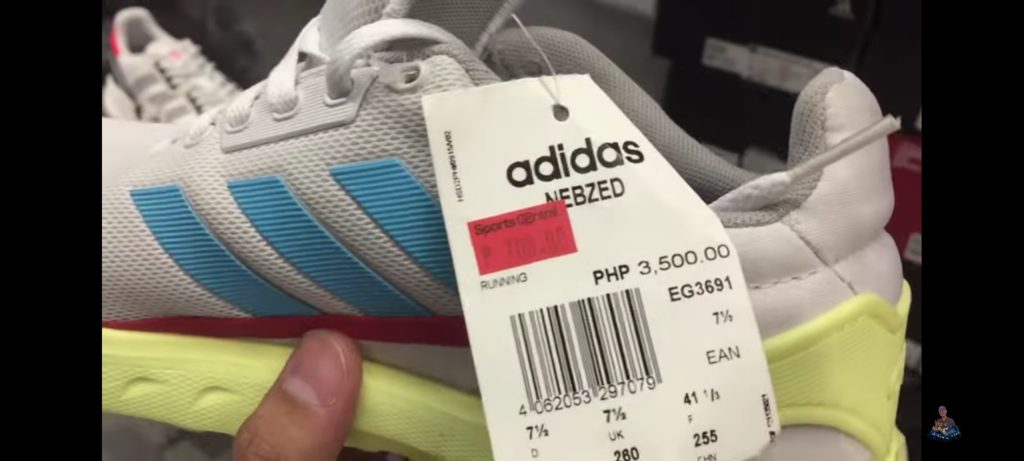 adidas
NEBZED
Sports Central
RUNNING
PHP 3,500.00
EG3691
7½
EAN
4 062053 297079
7½ 7½ 41 1/3
D UK F
260 255
CHN